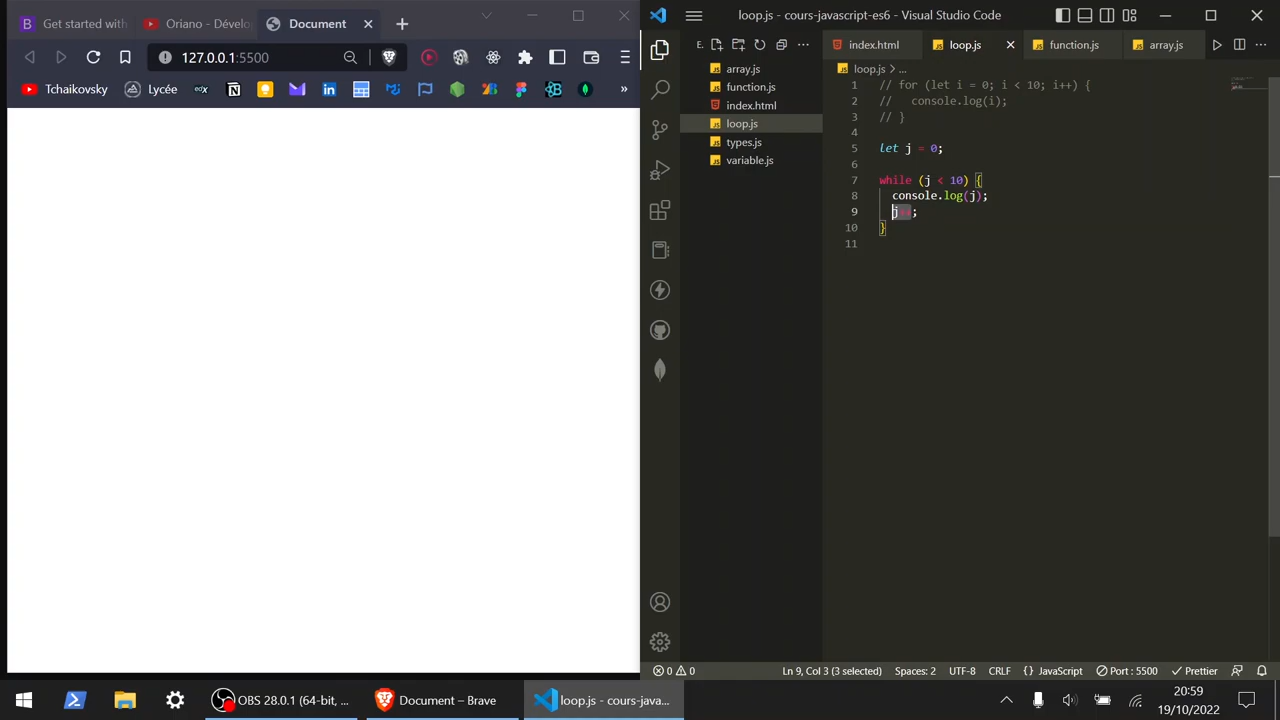 Get started with
Oriano - Dévelo
Document
127.0.0.1:5500
Tchaikovsky
Lycée
»
loop.js - cours-javascript-es6 - Visual Studio Code
E.
array.js
function.js
index.html
loop.js
types.js
variable.js
index.html
loop.js
function.js
array.js
loop.js > ...
1 // for (let i = 0; i < 10; i++) {
2 //   console.log(i);
3 // }
4
5 let j = 0;
6
7 while (j < 10) {
8   console.log(j);
9   j++;
10 }
11
0 0
Ln 9, Col 3 (3 selected)
Spaces: 2
UTF-8
CRLF
{} JavaScript
Port : 5500
Prettier
OBS 28.0.1 (64-bit, ...
Document – Brave
loop.js - cours-java...
20:59
19/10/2022